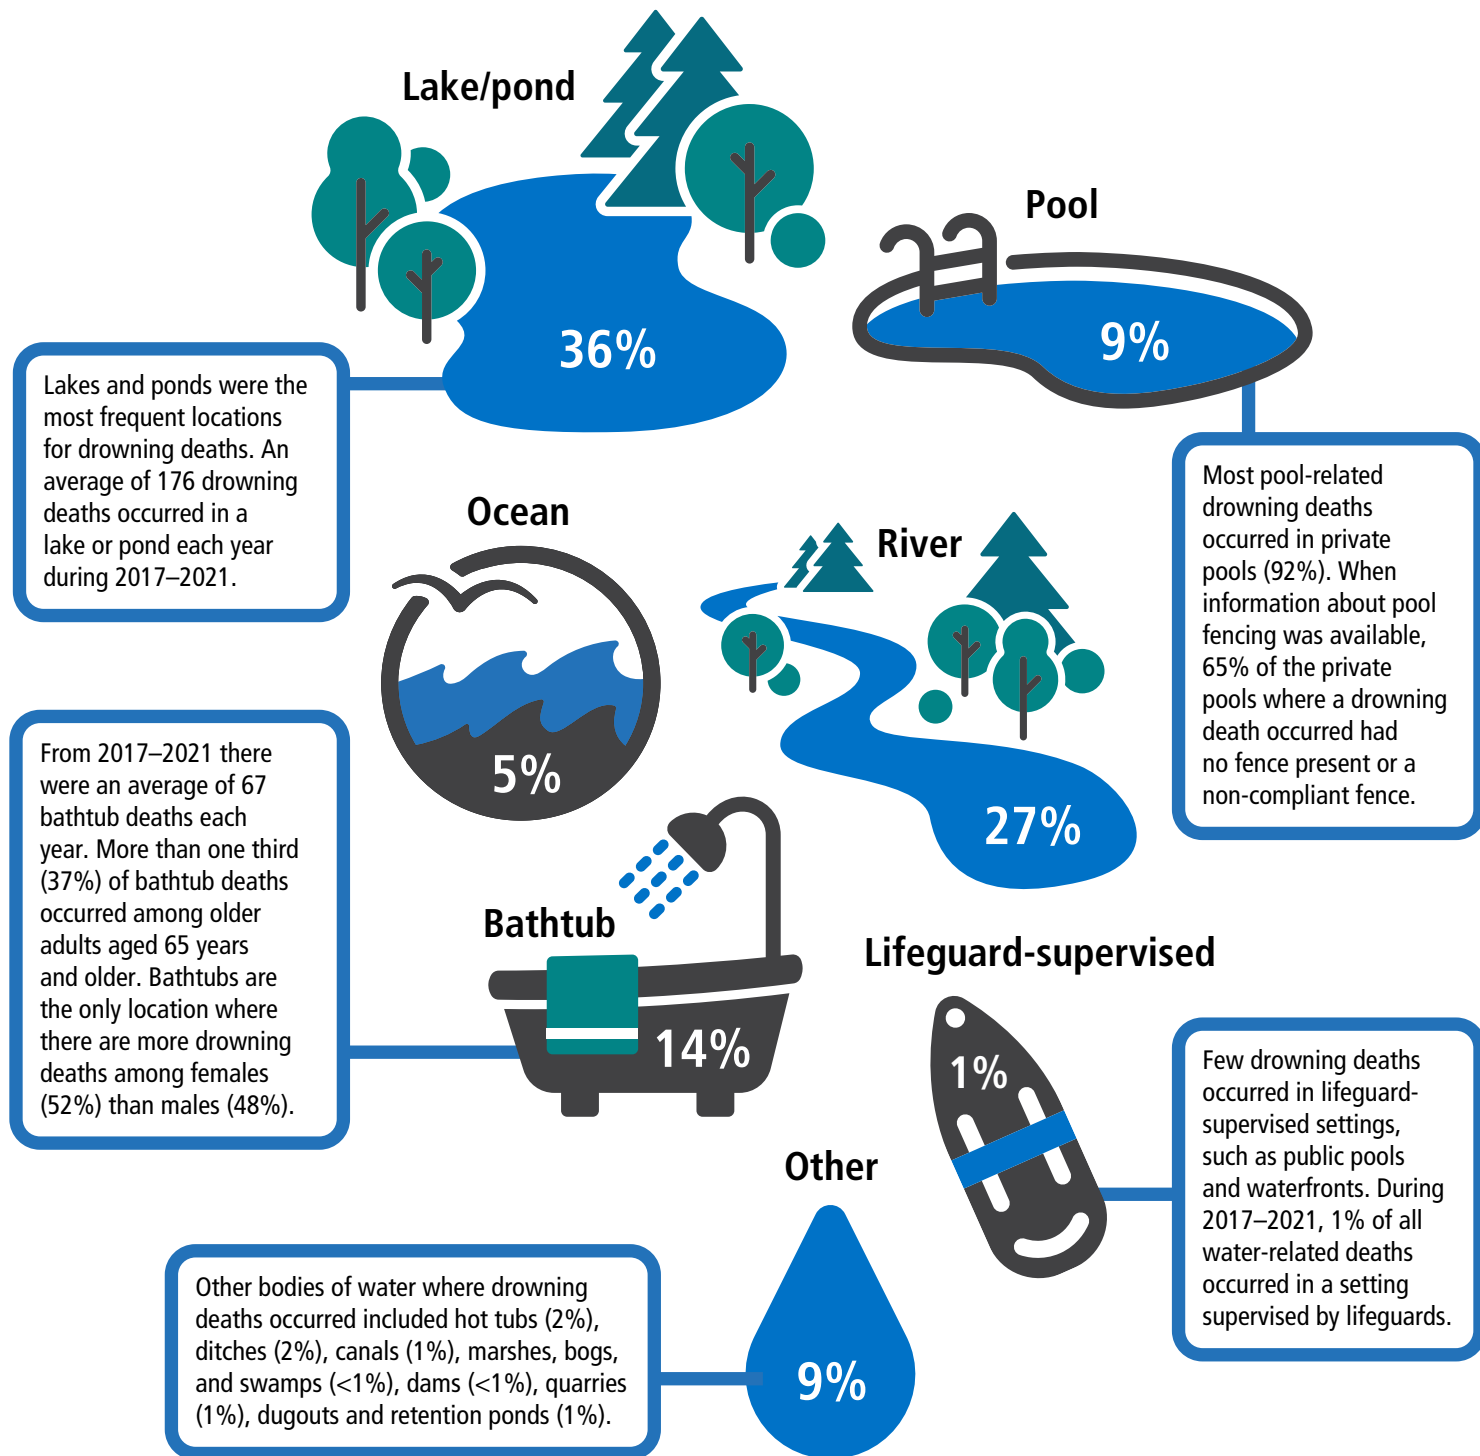 Lake/pond
36%
Lakes and ponds were the
most frequent locations
for drowning deaths. An
average of 176 drowning
deaths occurred in a
lake or pond each year
during 2017–2021.
Pool
9%
Most pool-related
drowning deaths
occurred in private
pools (92%). When
information about pool
fencing was available,
65% of the private
pools where a drowning
death occurred had
no fence present or a
non-compliant fence.
Ocean
5%
River
27%
From 2017–2021 there
were an average of 67
bathtub deaths each
year. More than one third
(37%) of bathtub deaths
occurred among older
adults aged 65 years
and older. Bathtubs are
the only location where
there are more drowning
deaths among females
(52%) than males (48%).
Bathtub
14%
Lifeguard-supervised
1%
Few drowning deaths
occurred in lifeguard-
supervised settings,
such as public pools
and waterfronts. During
2017–2021, 1% of all
water-related deaths
occurred in a setting
supervised by lifeguards.
Other
9%
Other bodies of water where drowning
deaths occurred included hot tubs (2%),
ditches (2%), canals (1%), marshes, bogs,
and swamps (<1%), dams (<1%), quarries
(1%), dugouts and retention ponds (1%).